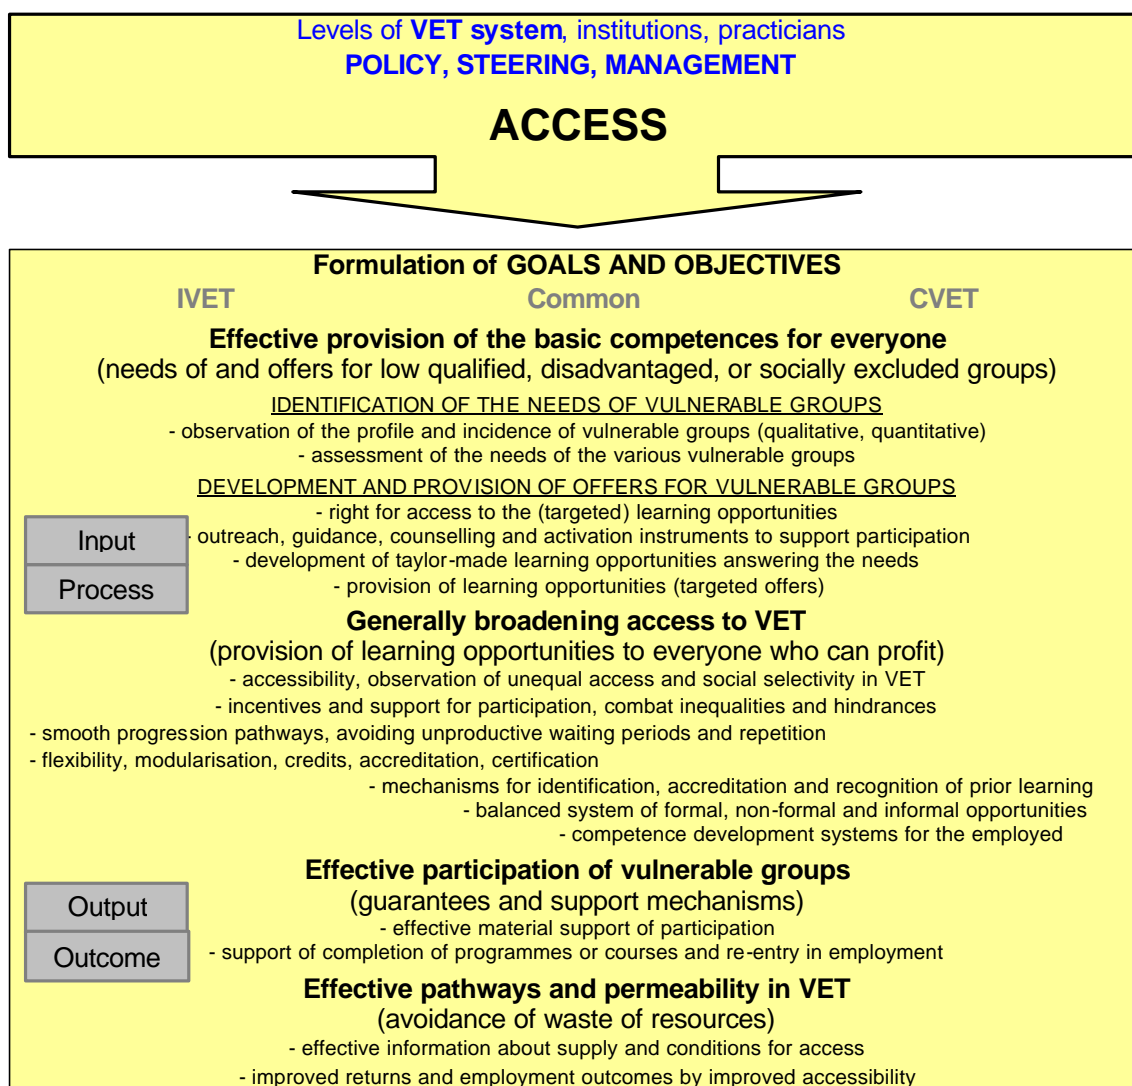 Levels of VET system, institutions, practicians
POLICY, STEERING, MANAGEMENT
ACCESS
Formulation of GOALS AND OBJECTIVES
IVET Common CVET
Effective provision of the basic competences for everyone
(needs of and offers for low qualified, disadvantaged, or socially excluded groups)
IDENTIFICATION OF THE NEEDS OF VULNERABLE GROUPS
- observation of the profile and incidence of vulnerable groups (qualitative, quantitative)
- assessment of the needs of the various vulnerable groups
DEVELOPMENT AND PROVISION OF OFFERS FOR VULNERABLE GROUPS
- right for access to the (targeted) learning opportunities
Input
- outreach, guidance, counselling and activation instruments to support participation
- development of taylor-made learning opportunities answering the needs
Process
- provision of learning opportunities (targeted offers)
Generally broadening access to VET
(provision of learning opportunities to everyone who can profit)
- accessibility, observation of unequal access and social selectivity in VET
- incentives and support for participation, combat inequalities and hindrances
- smooth progression pathways, avoiding unproductive waiting periods and repetition
- flexibility, modularisation, credits, accreditation, certification
- mechanisms for identification, accreditation and recognition of prior learning
- balanced system of formal, non-formal and informal opportunities
- competence development systems for the employed
Effective participation of vulnerable groups
Output
(guarantees and support mechanisms)
- effective material support of participation
Outcome
- support of completion of programmes or courses and re-entry in employment
Effective pathways and permeability in VET
(avoidance of waste of resources)
- effective information about supply and conditions for access
- improved returns and employment outcomes by improved accessibility